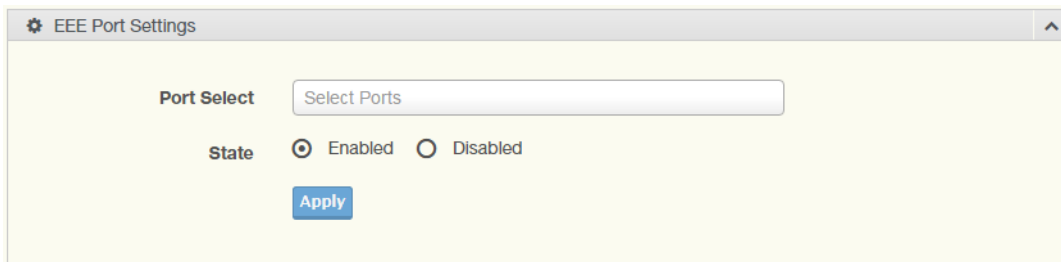 EEE Port Settings
Port Select Select Ports
State Enabled Disabled
Apply